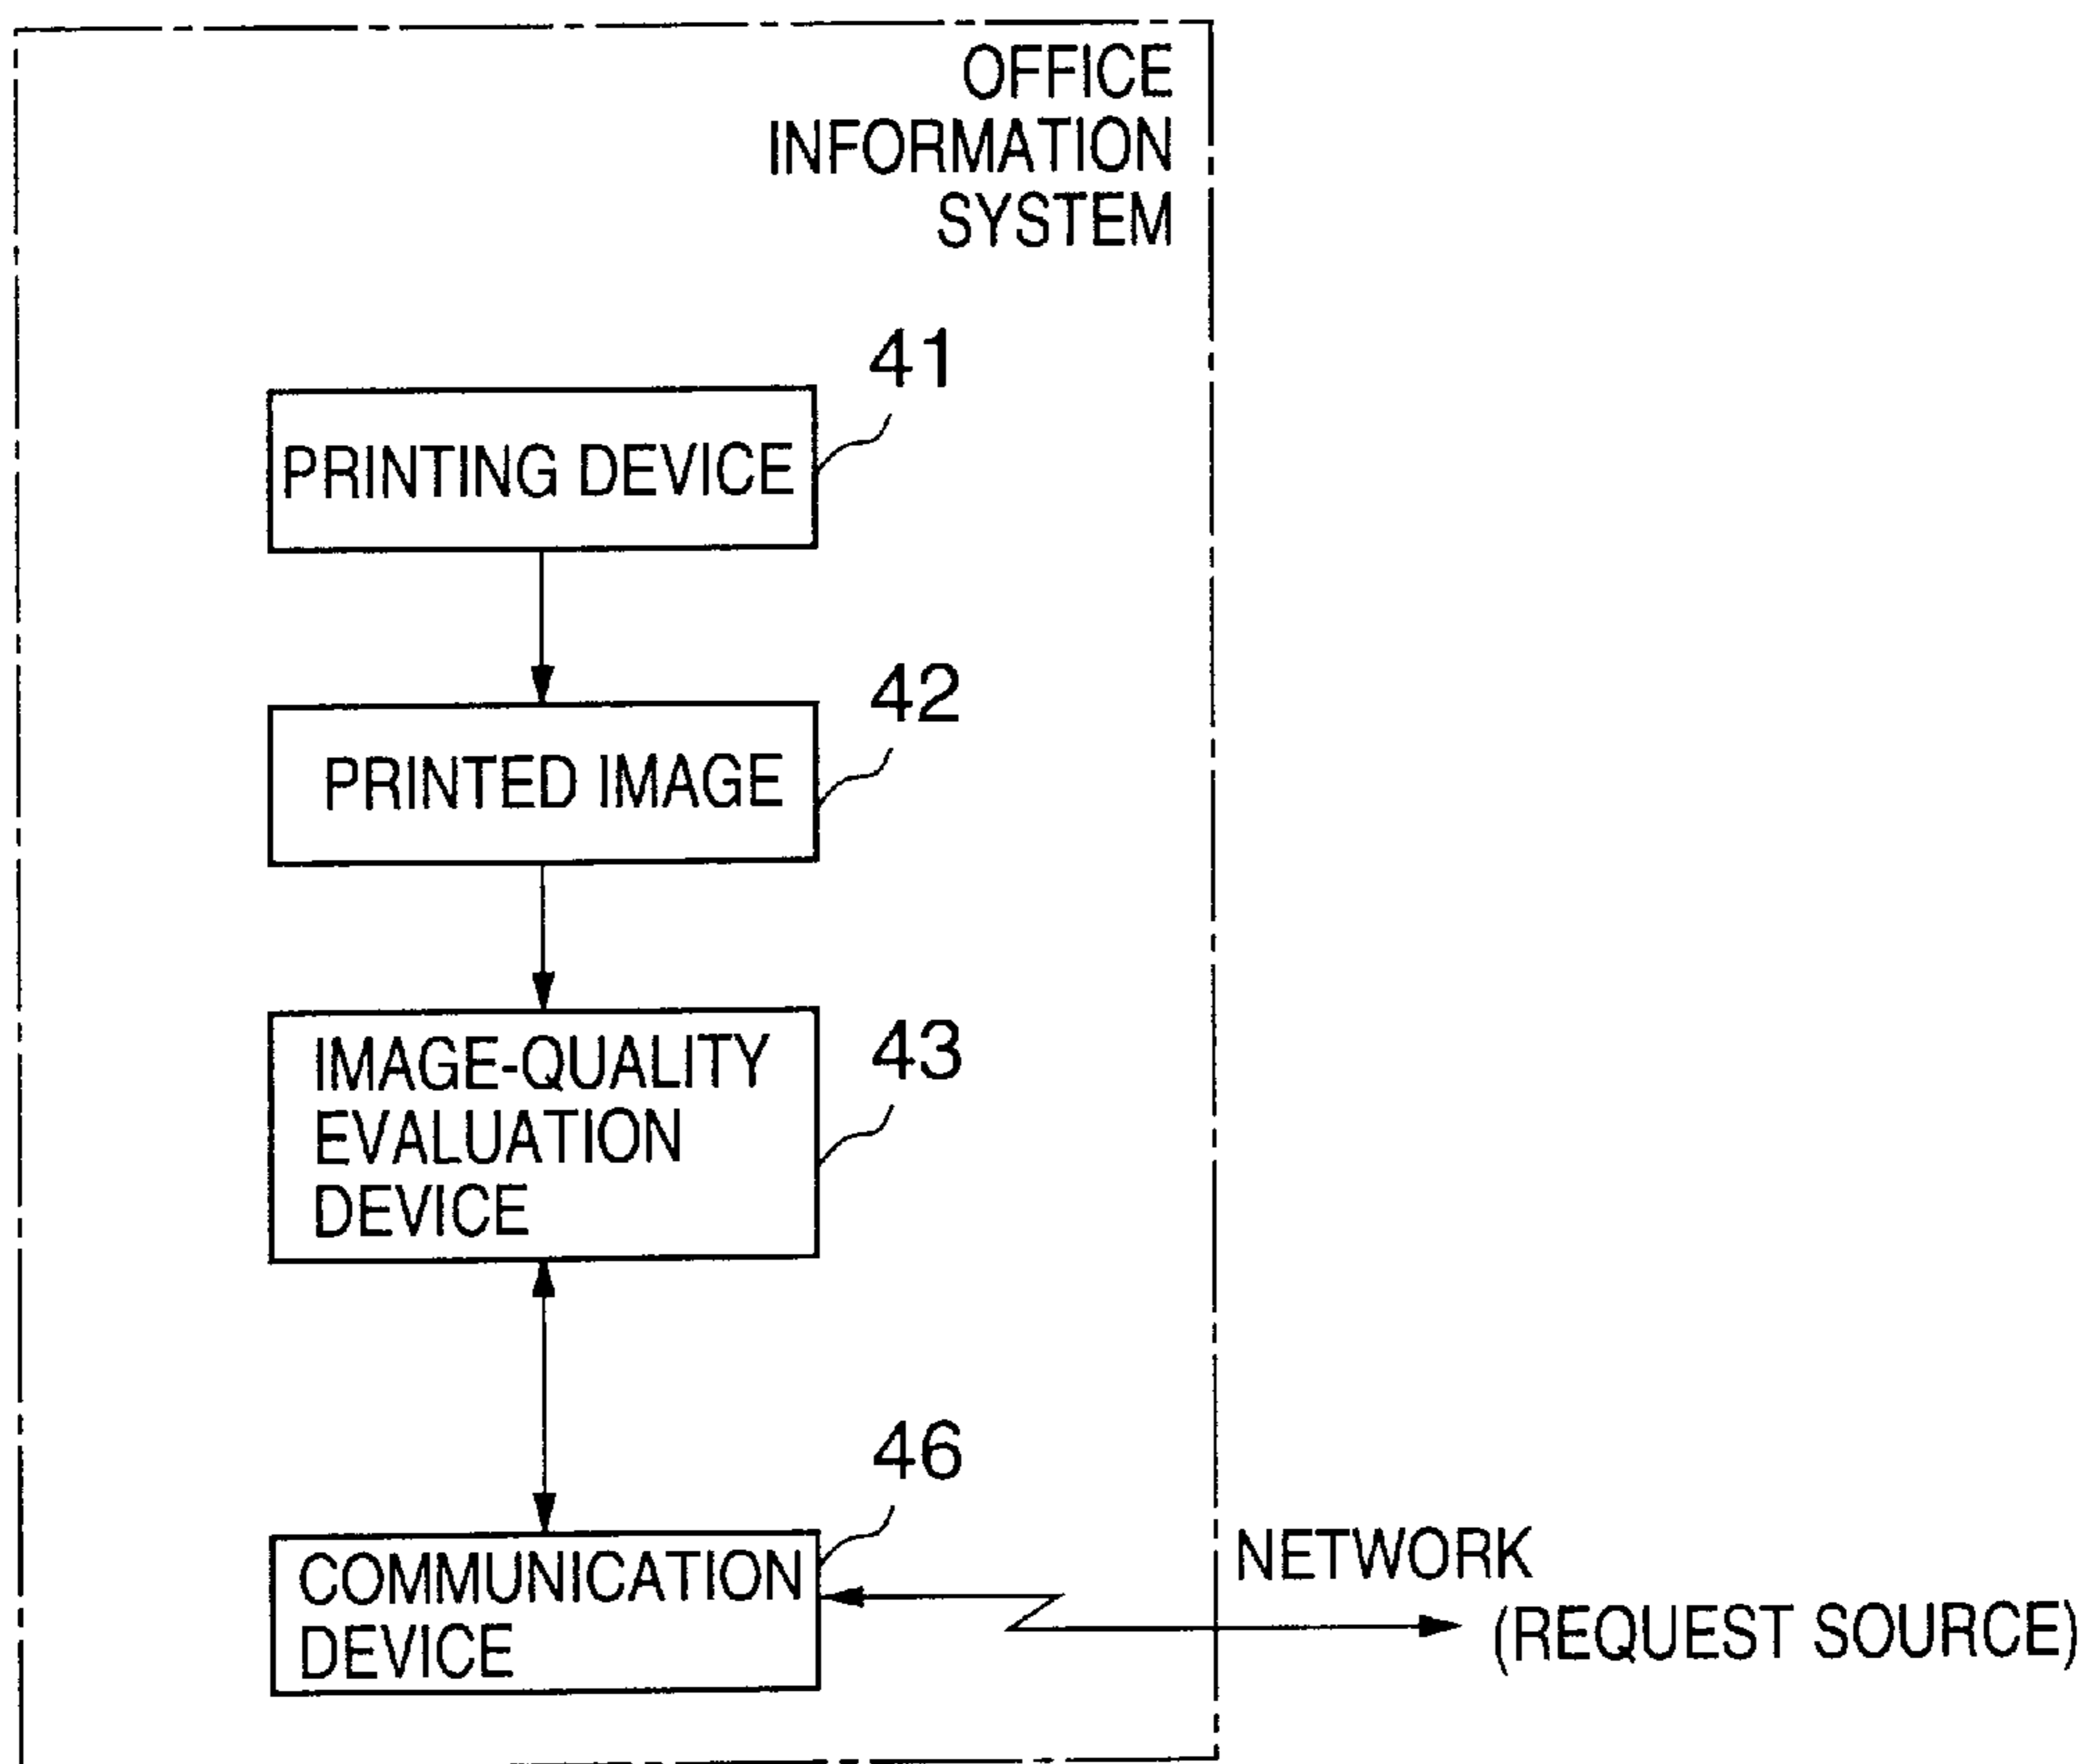 OFFICE
INFORMATION
SYSTEM
41
PRINTING DEVICE
42
PRINTED IMAGE
43
IMAGE-QUALITY
EVALUATION
DEVICE
46
COMMUNICATION
DEVICE
NETWORK
(REQUEST SOURCE)